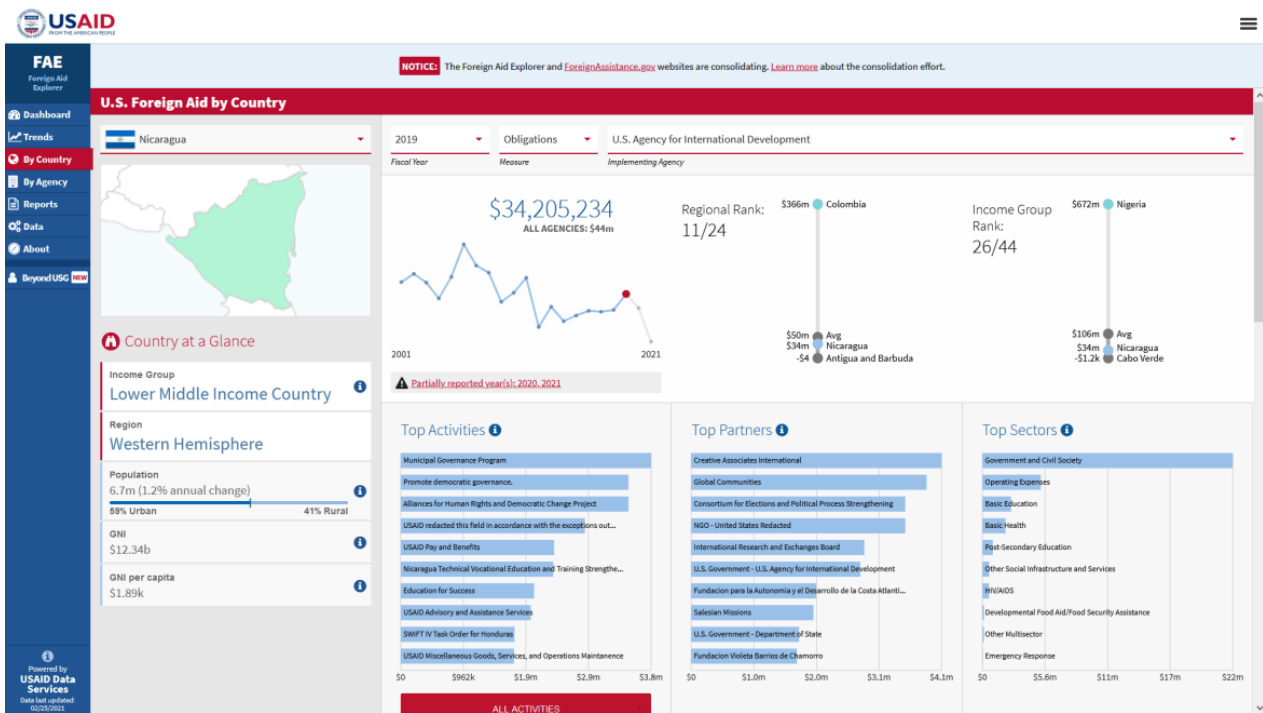 USAID
FROM THE AMERICAN PEOPLE
FAE
Foreign Aid
Explorer
Dashboard
Trends
By Country
By Agency
Reports
Data
About
Beyond USG NEW
Powered by
USAID Data
Services
Data last updated:
02/25/2021
NOTICE: The Foreign Aid Explorer and ForeignAssistance.gov websites are consolidating. Learn more about the consolidation effort.
U.S. Foreign Aid by Country
Nicaragua
Country at a Glance
Income Group
Lower Middle Income Country
Region
Western Hemisphere
Population
6.7m (1.2% annual change)
59% Urban 41% Rural
GNI
$12.34b
GNI per capita
$1.89k
2019 Obligations U.S. Agency for International Development
Fiscal Year Measure Implementing Agency
$34,205,234
ALL AGENCIES: $44m
2001 2021
Partially reported year(s): 2020, 2021
Regional Rank:
11/24
$366m Colombia
$50m Avg
$34m Nicaragua
-$4 Antigua and Barbuda
Income Group
Rank:
26/44
$672m Nigeria
$106m Avg
$34m Nicaragua
-$1.2k Cabo Verde
Top Activities
Municipal Governance Program
Promote democratic governance.
Alliances for Human Rights and Democratic Change Project
USAID redacted this field in accordance with the exceptions out...
USAID Pay and Benefits
Nicaragua Technical Vocational Education and Training Strengthe...
Education for Success
USAID Advisory and Assistance Services
SWIFT IV Task Order for Honduras
USAID Miscellaneous Goods, Services, and Operations Maintanence
$0 $962k $1.9m $2.9m $3.8m
ALL ACTIVITIES
Top Partners
Creative Associates International
Global Communities
Consortium for Elections and Political Process Strengthening
NGO - United States Redacted
International Research and Exchanges Board
U.S. Government - U.S. Agency for International Development
Fundacion para la Autonomia y el Desarrollo de la Costa Atlanti...
Salesian Missions
U.S. Government - Department of State
Fundacion Violeta Barrios de Chamorro
$0 $1.0m $2.0m $3.1m $4.1m
Top Sectors
Government and Civil Society
Operating Expenses
Basic Education
Basic Health
Post-Secondary Education
Other Social Infrastructure and Services
HIV/AIDS
Developmental Food Aid/Food Security Assistance
Other Multisector
Emergency Response
$0 $5.6m $11m $17m $22m